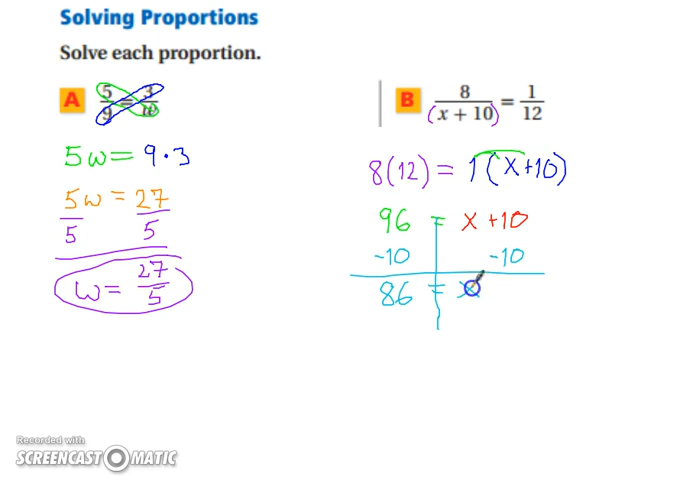 Solving Proportions
Solve each proportion.
A 5/9 = 3/w
5w = 9 · 3
5w/5 = 27/5
w = 27/5
B 8/(x + 10) = 1/12
8(12) = 1(x+10)
96 = x +10
-10 -10
86 = x
Recorded with
SCREENCAST O MATIC